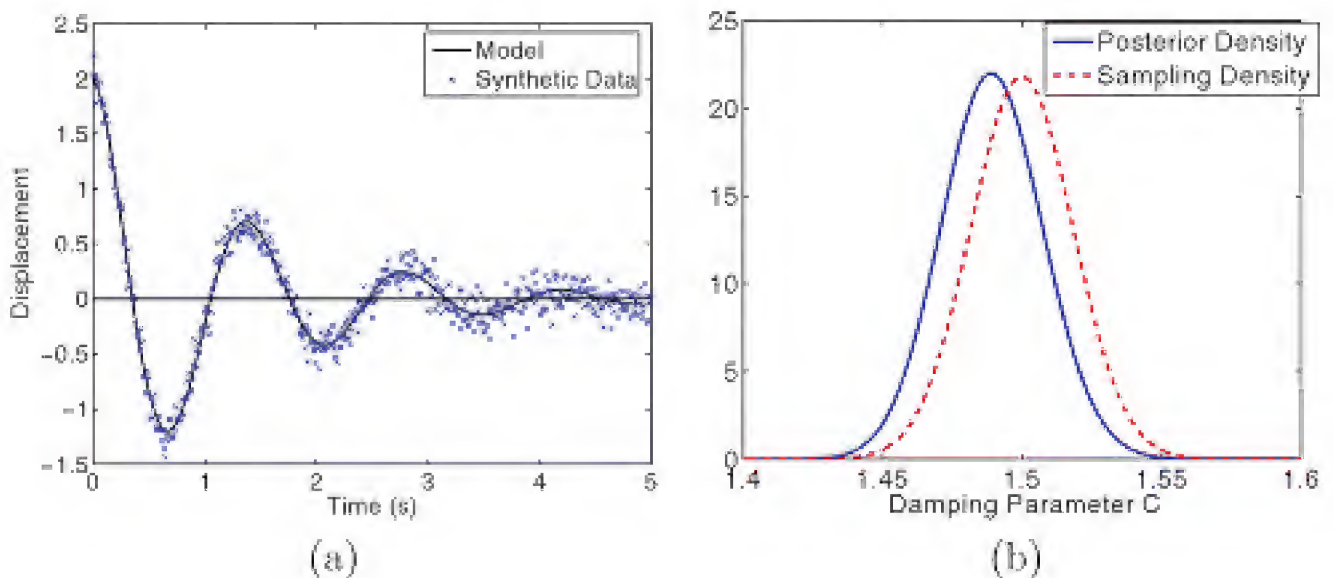 2.5
2
1.5
1
0.5
0
−0.5
−1
−1.5
Displacement
Model
Synthetic Data
0 1 2 3 4 5
Time (s)
(a)
25
20
15
10
5
0
Posterior Density
Sampling Density
1.4 1.45 1.5 1.55 1.6
Damping Parameter C
(b)